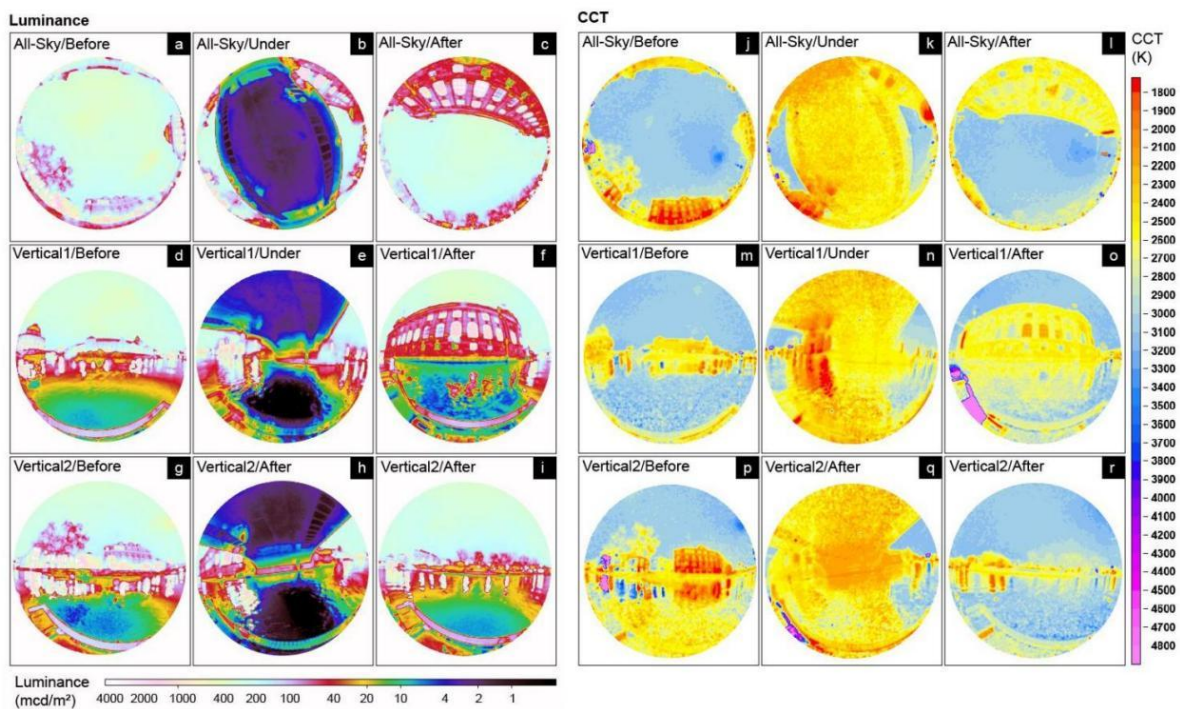 Luminance
All-Sky/Before a
All-Sky/Under b
All-Sky/After c
Vertical1/Before d
Vertical1/Under e
Vertical1/After f
Vertical2/Before g
Vertical2/After h
Vertical2/After i
Luminance
(mcd/m²)
4000 2000 1000 400 200 100 40 20 10 4 2 1
CCT
All-Sky/Before j
All-Sky/Under k
All-Sky/After l
Vertical1/Before m
Vertical1/Under n
Vertical1/After o
Vertical2/Before p
Vertical2/After q
Vertical2/After r
CCT
(K)
1800
2000
2100
2200
2300
2400
2500
2600
2700
2800
2900
3000
3200
3300
3400
3500
3600
3700
3800
3900
4000
4100
4200
4300
4500
4600
4700
4800